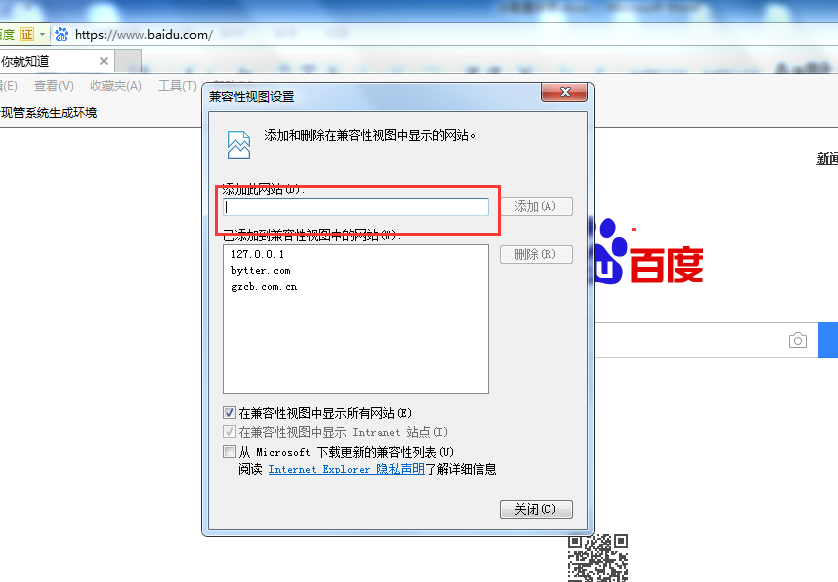 百度 证 https://www.baidu.com/
你就知道
(E) 查看(V) 收藏夹(A) 工具(T)
现管系统生成环境
兼容性视图设置
添加和删除在兼容性视图中显示的网站。
新闻
添加此网站(D):
添加(A)
已添加到兼容性视图中的网站(W):
127.0.0.1
删除(R)
bytter.com
gzcb.com.cn
百度
在兼容性视图中显示所有网站(E)
在兼容性视图中显示 Intranet 站点(I)
从 Microsoft 下载更新的兼容性列表(U)
阅读 Internet Explorer 隐私声明了解详细信息
关闭(C)